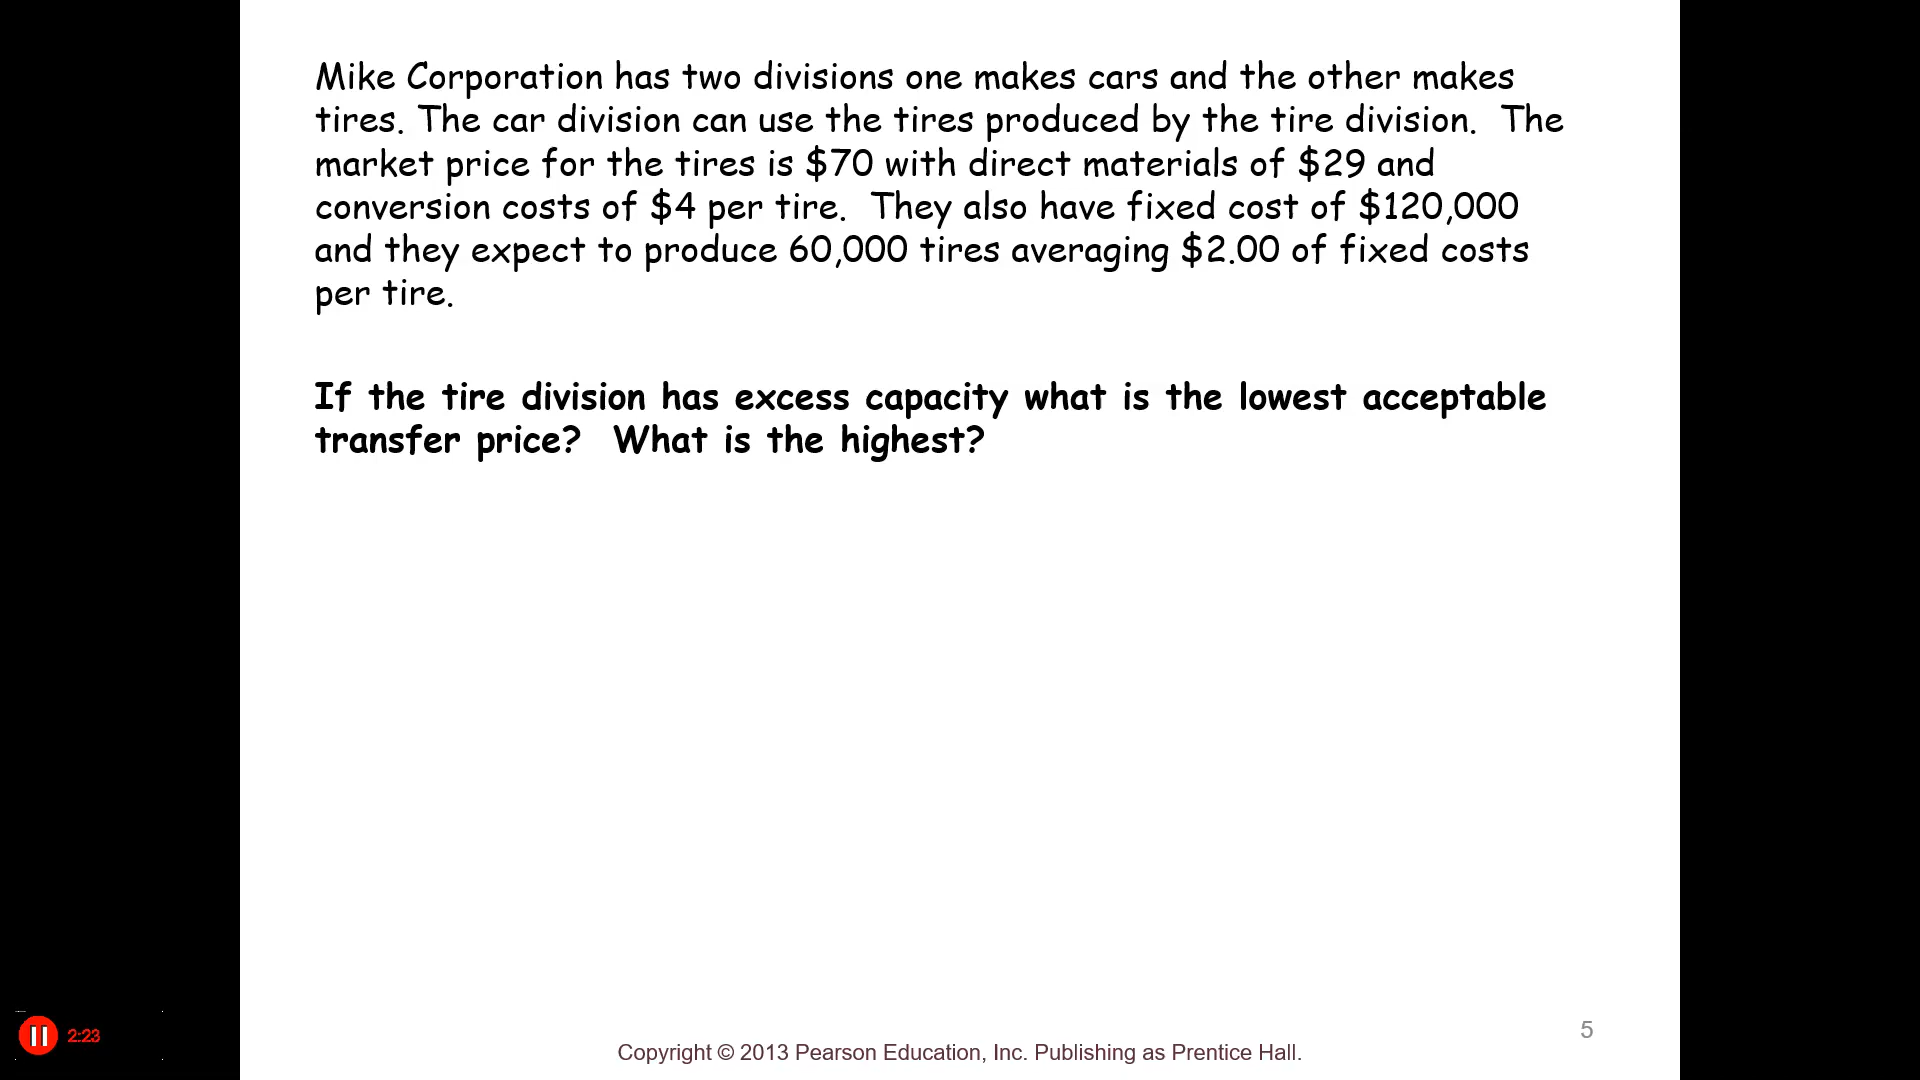 Mike Corporation has two divisions one makes cars and the other makes
tires. The car division can use the tires produced by the tire division.  The
market price for the tires is $70 with direct materials of $29 and
conversion costs of $4 per tire.  They also have fixed cost of $120,000
and they expect to produce 60,000 tires averaging $2.00 of fixed costs
per tire.
If the tire division has excess capacity what is the lowest acceptable
transfer price?  What is the highest?
5
2:23
Copyright © 2013 Pearson Education, Inc. Publishing as Prentice Hall.